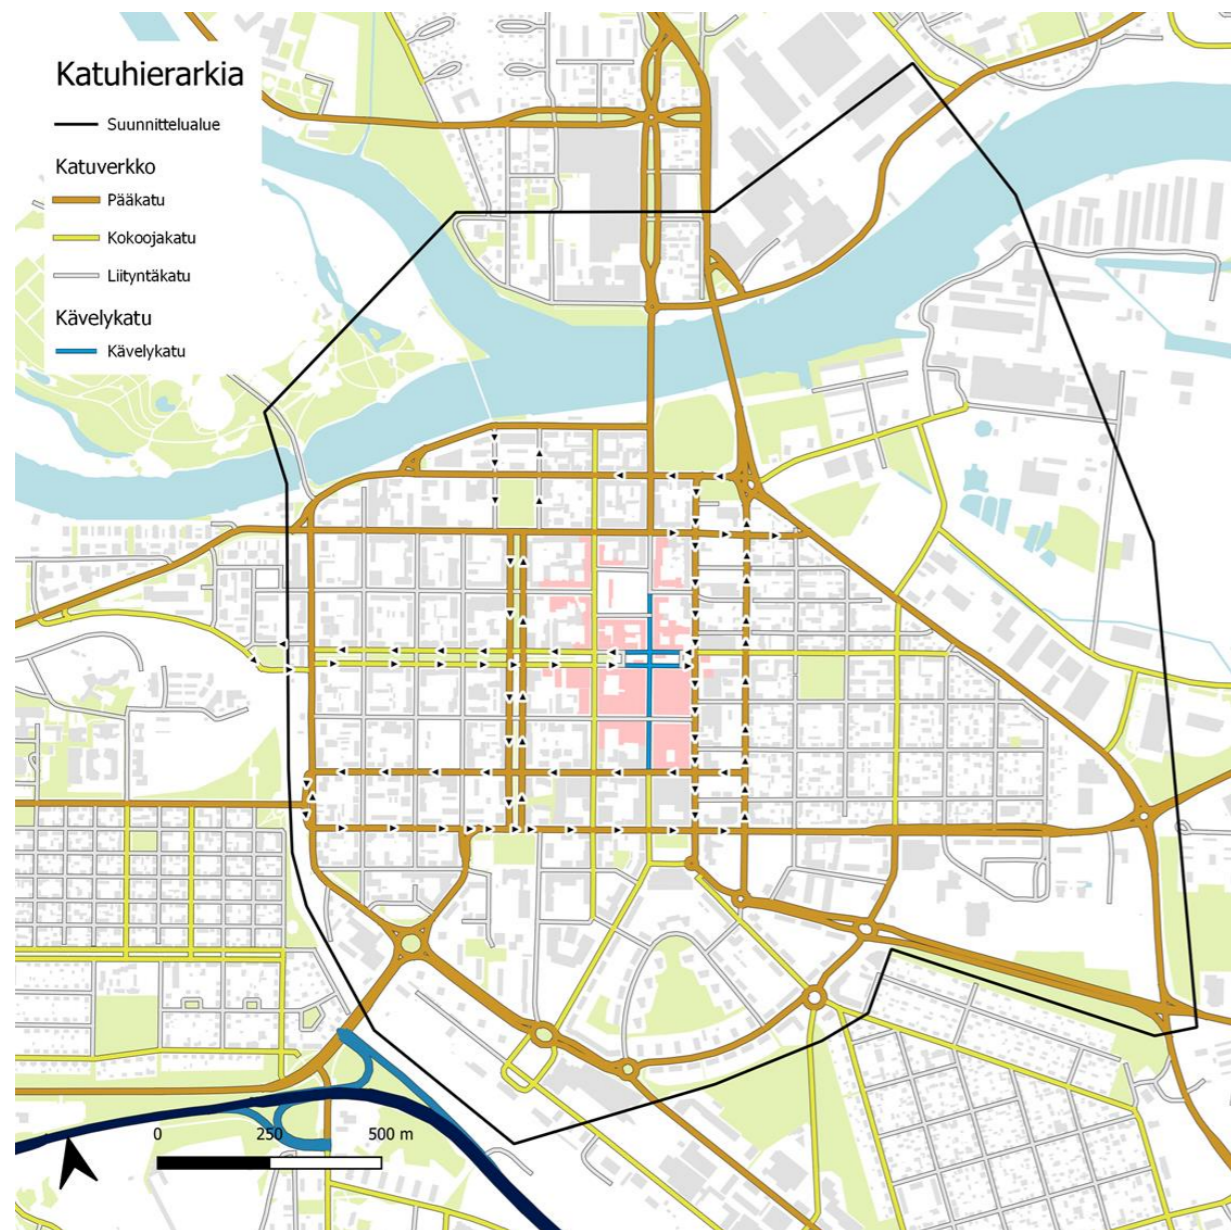 Katuhierarkia
Suunnittelualue
Katuverkko
Pääkatu
Kokoojakatu
Liityntäkatu
Kävelykatu
Kävelykatu
0 250 500 m